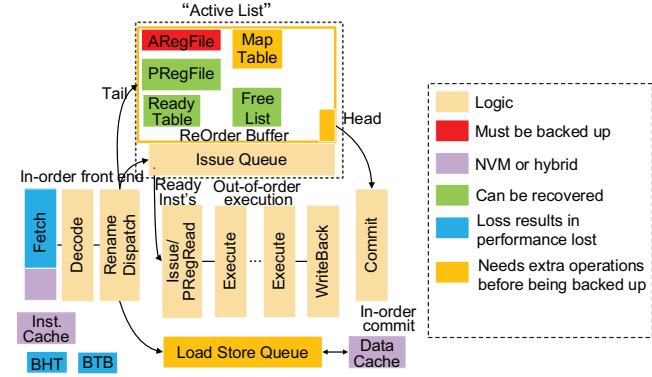 “Active List”
ARegFile
Map
Table
PRegFile
Tail
Ready
Table
Free
List
Head
ReOrder Buffer
Issue Queue
In-order front end
Ready
Inst's
Out-of-order
execution
Fetch
Decode
Rename
Dispatch
Issue/
PRegRead
Execute
...
Execute
WriteBack
Commit
In-order
commit
Inst.
Cache
BHT
BTB
Load Store Queue
Data
Cache
Logic
Must be backed up
NVM or hybrid
Can be recovered
Loss results in
performance lost
Needs extra operations
before being backed up